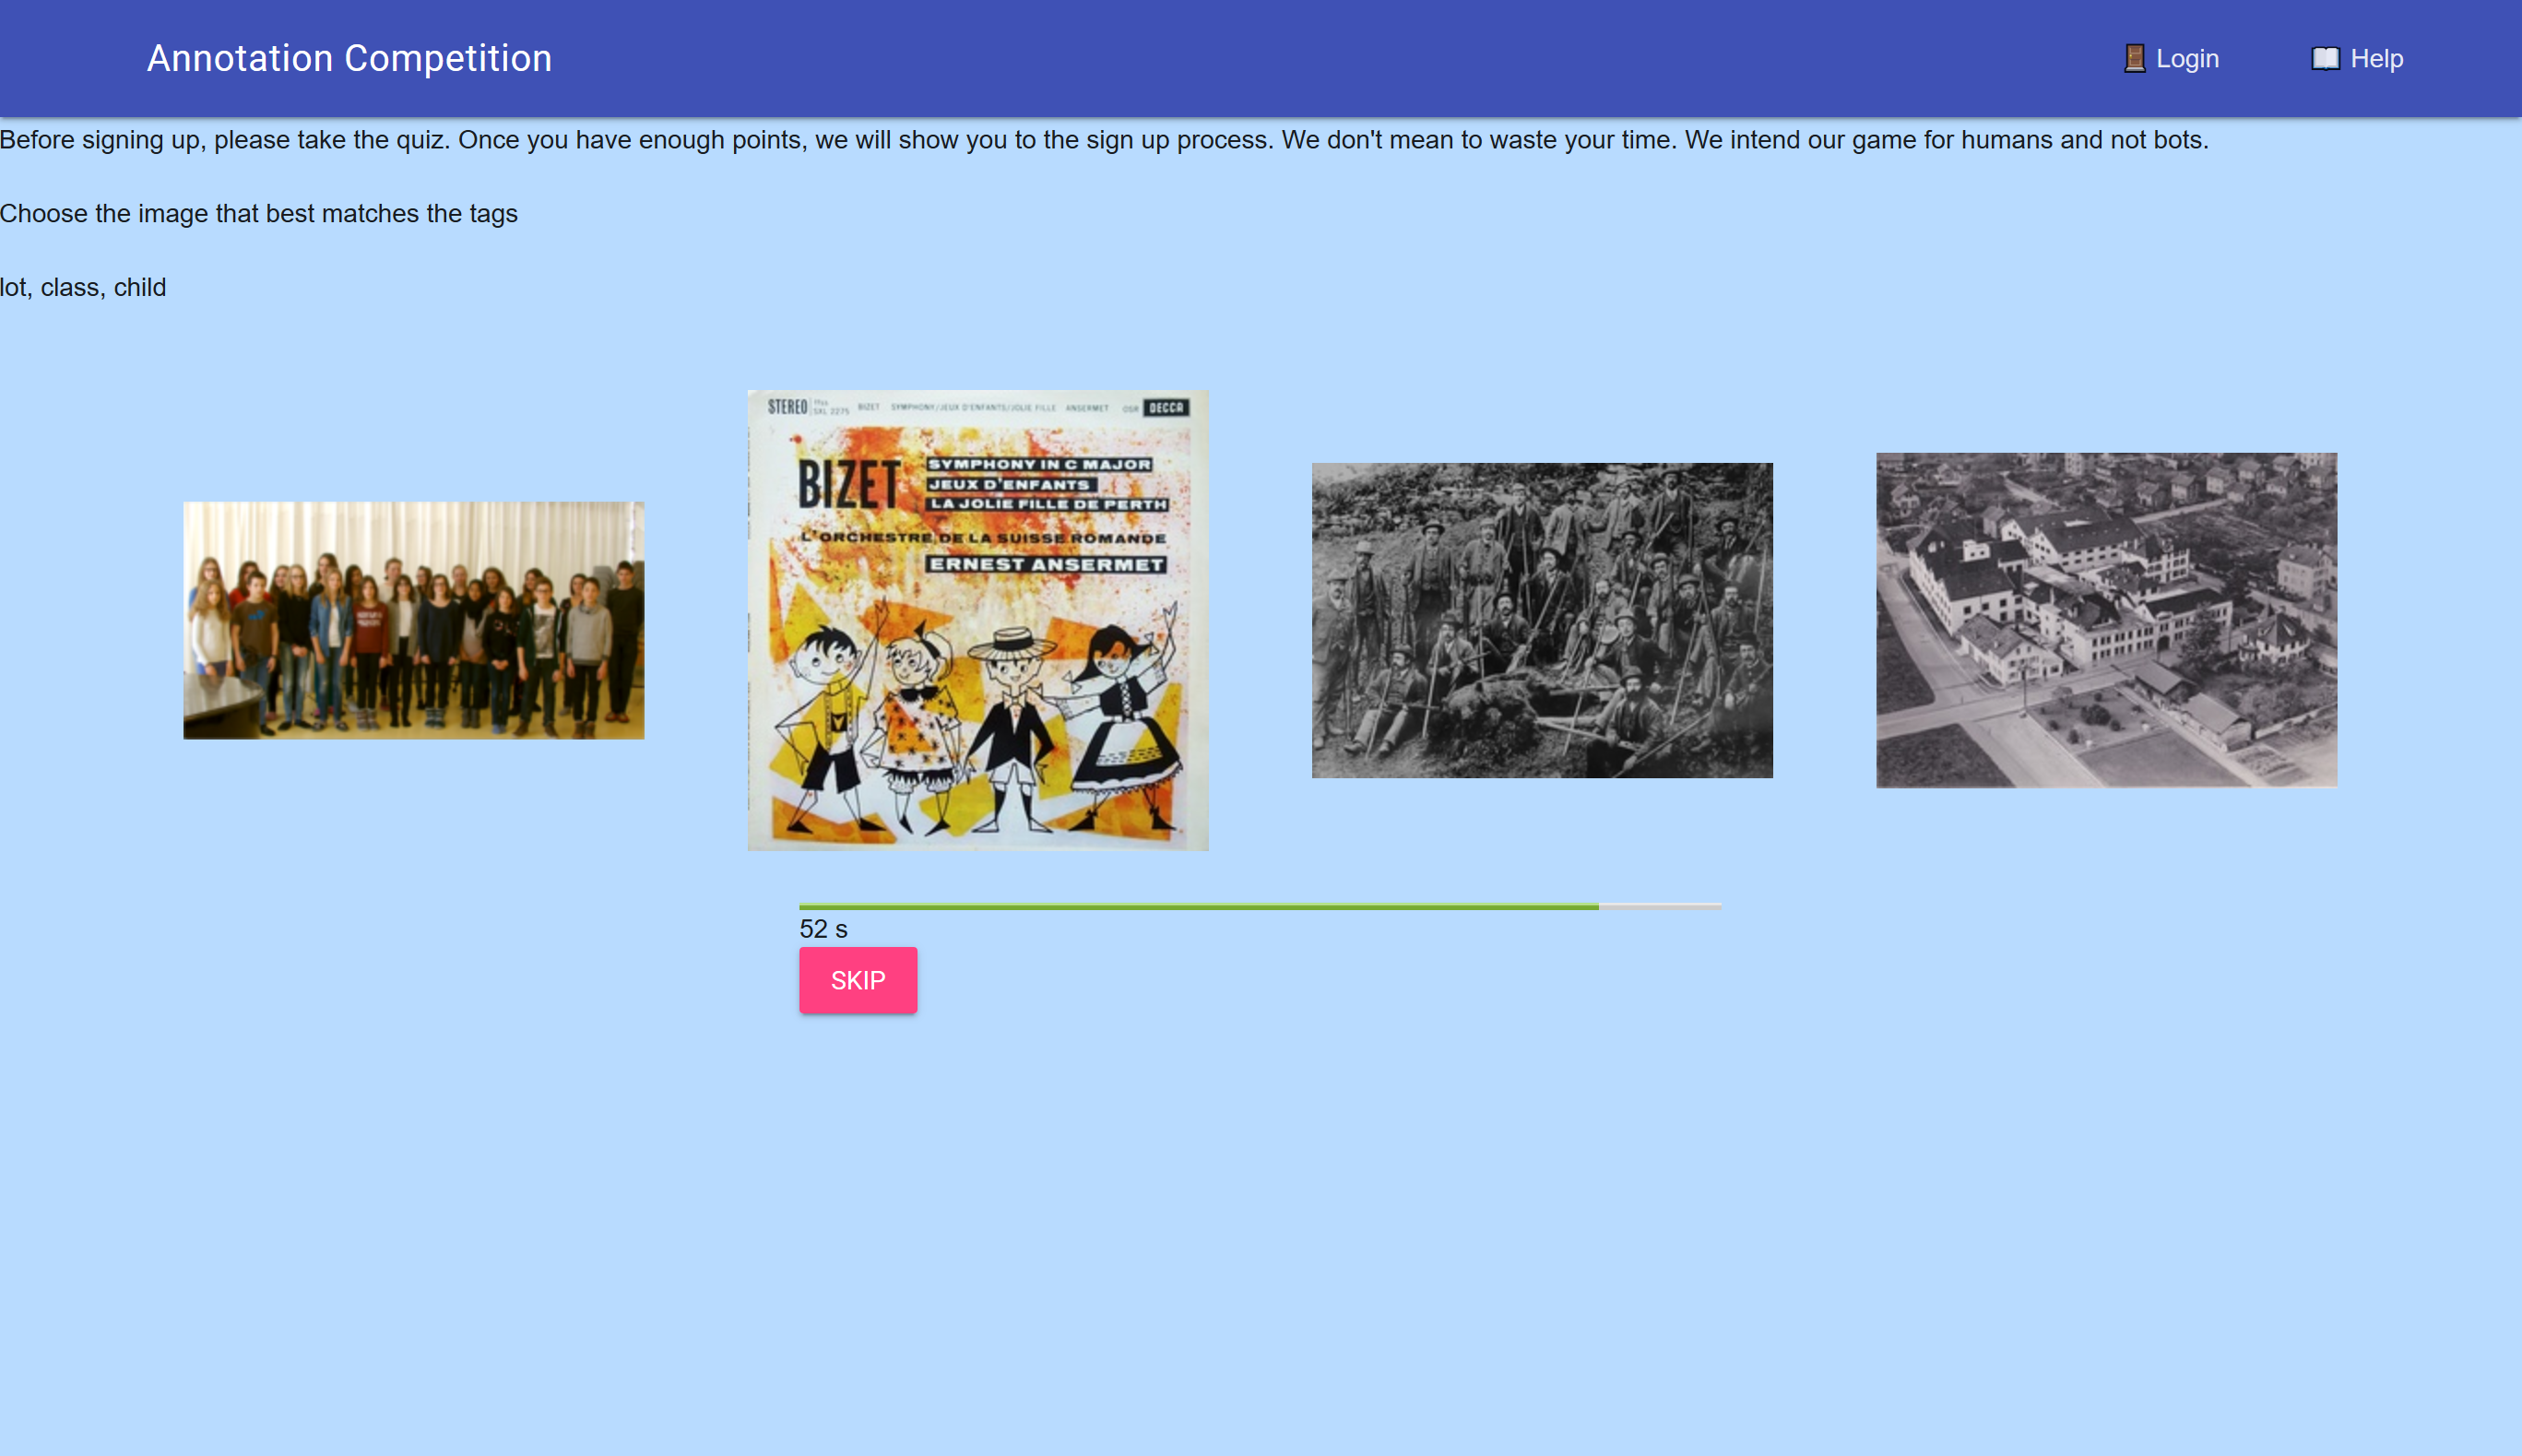 Annotation Competition
Login
Help
Before signing up, please take the quiz. Once you have enough points, we will show you to the sign up process. We don't mean to waste your time. We intend our game for humans and not bots.
Choose the image that best matches the tags
lot, class, child
STEREO
SXL 2275
BIZET
SYMPHONY/JEUX D'ENFANTS/JOLIE FILLE
ANSERMET
OSR
DECCA
BIZET
SYMPHONY IN C MAJOR
JEUX D'ENFANTS
LA JOLIE FILLE DE PERTH
L'ORCHESTRE DE LA SUISSE ROMANDE
ERNEST ANSERMET
52 s
SKIP